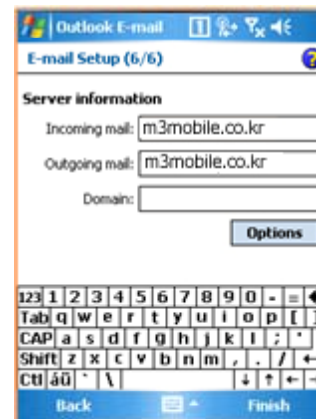 Outlook E-mail
E-mail Setup (6/6)
?
Server information
Incoming mail: m3mobile.co.kr
Outgoing mail: m3mobile.co.kr
Domain:
Options
123 1 2 3 4 5 6 7 8 9 0 - =
Tab q w e r t y u i o p [ ]
CAP a s d f g h j k l ; '
Shift z x c v b n m , . /
Ctl áü ` \
Back
Finish